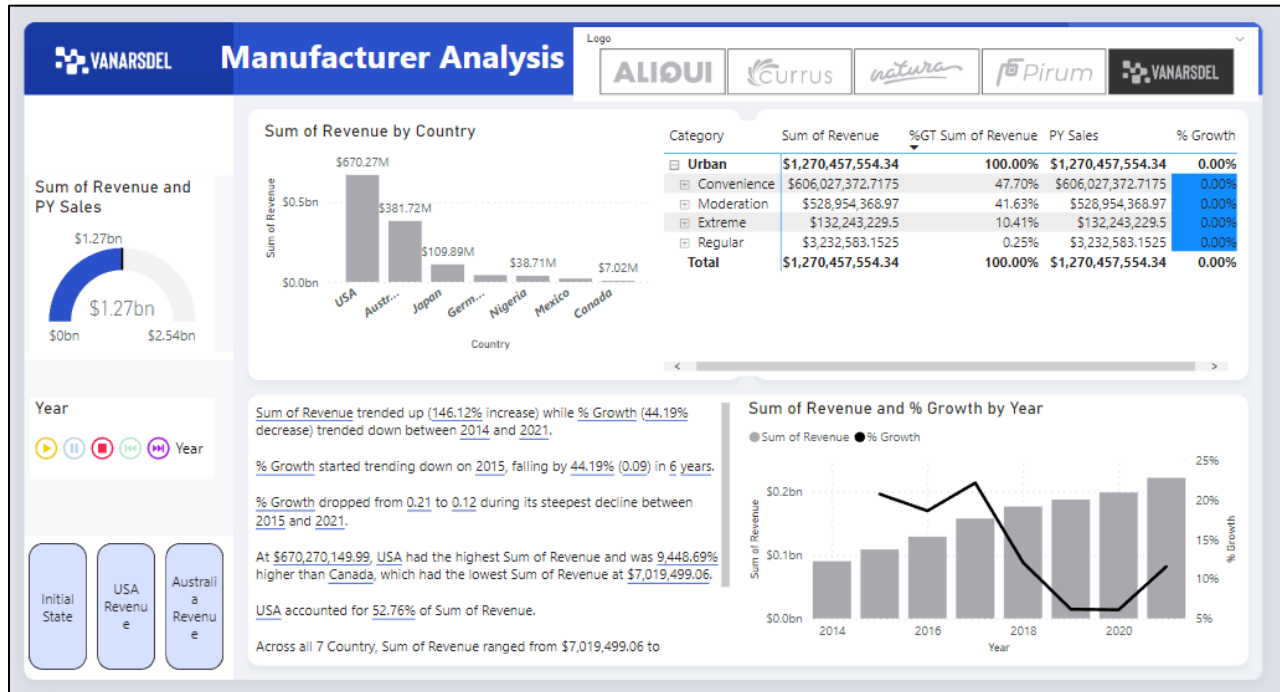 VANARSDEL
Manufacturer Analysis
Logo
ALIQUI
Currus
natura
Pirum
VANARSDEL
Sum of Revenue and
PY Sales
$1.27bn
$1.27bn
$0bn
$2.54bn
Year
Year
Initial
State
USA
Revenu
e
Australi
a
Revenu
e
Sum of Revenue by Country
Sum of Revenue
$0.5bn
$0.0bn
$670.27M
$381.72M
$109.89M
$38.71M
$7.02M
USA
Austr...
Japan
Germ...
Nigeria
Mexico
Canada
Country
Category Sum of Revenue %GT Sum of Revenue PY Sales % Growth
Urban $1,270,457,554.34 100.00% $1,270,457,554.34 0.00%
Convenience $606,027,372.7175 47.70% $606,027,372.7175 0.00%
Moderation $528,954,368.97 41.63% $528,954,368.97 0.00%
Extreme $132,243,229.5 10.41% $132,243,229.5 0.00%
Regular $3,232,583.1525 0.25% $3,232,583.1525 0.00%
Total $1,270,457,554.34 100.00% $1,270,457,554.34 0.00%
Sum of Revenue trended up (146.12% increase) while % Growth (44.19%
decrease) trended down between 2014 and 2021.
% Growth started trending down on 2015, falling by 44.19% (0.09) in 6 years.
% Growth dropped from 0.21 to 0.12 during its steepest decline between
2015 and 2021.
At $670,270,149.99, USA had the highest Sum of Revenue and was 9,448.69%
higher than Canada, which had the lowest Sum of Revenue at $7,019,499.06.
USA accounted for 52.76% of Sum of Revenue.
Across all 7 Country, Sum of Revenue ranged from $7,019,499.06 to
Sum of Revenue and % Growth by Year
Sum of Revenue % Growth
Sum of Revenue
$0.2bn
$0.1bn
$0.0bn
2014
2016
2018
2020
Year
25%
20%
15%
10%
5%
% Growth